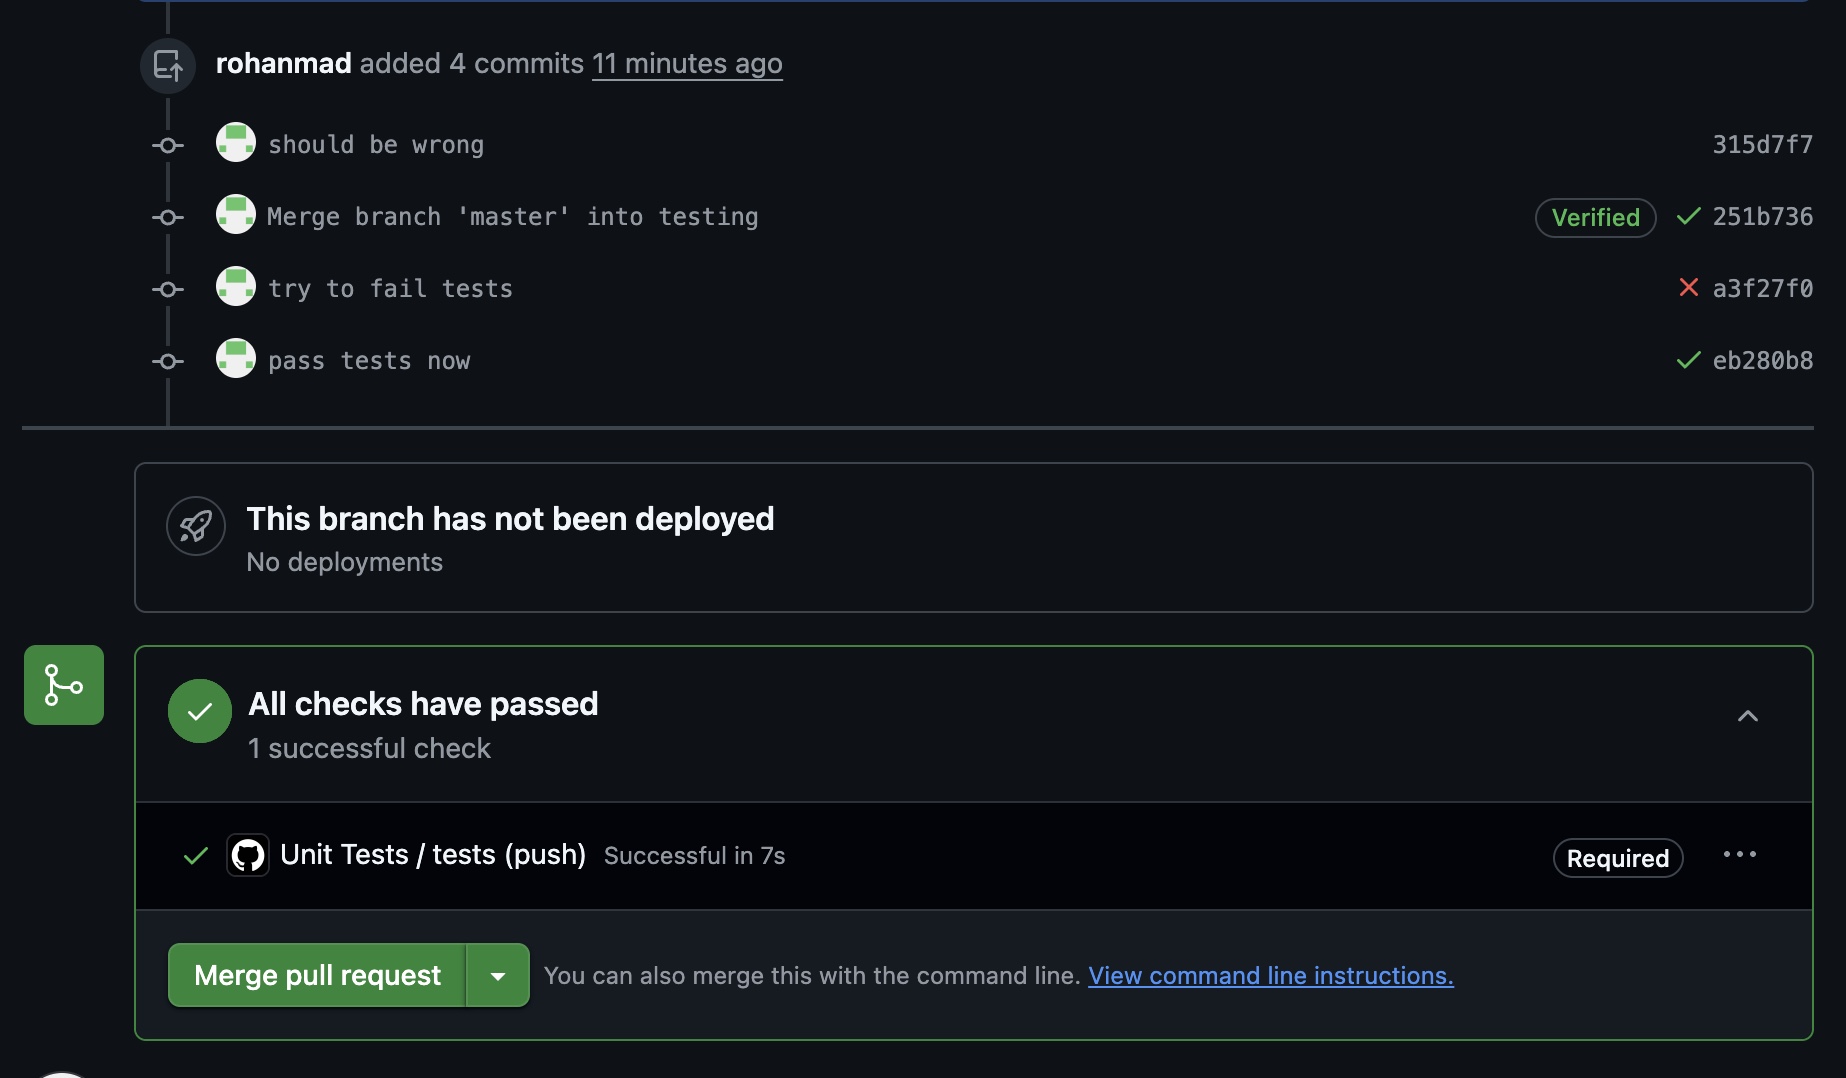 rohanmad added 4 commits 11 minutes ago
should be wrong 315d7f7
Merge branch 'master' into testing Verified 251b736
try to fail tests a3f27f0
pass tests now eb280b8
This branch has not been deployed
No deployments
All checks have passed
1 successful check
Unit Tests / tests (push) Successful in 7s Required
Merge pull request You can also merge this with the command line. View command line instructions.